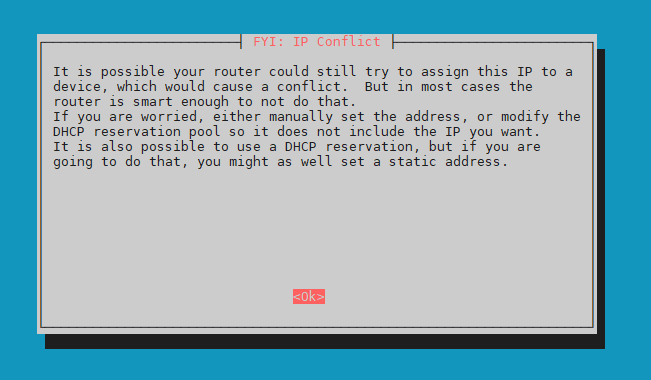 FYI: IP Conflict
It is possible your router could still try to assign this IP to a
device, which would cause a conflict.  But in most cases the
router is smart enough to not do that.
If you are worried, either manually set the address, or modify the
DHCP reservation pool so it does not include the IP you want.
It is also possible to use a DHCP reservation, but if you are
going to do that, you might as well set a static address.
<Ok>